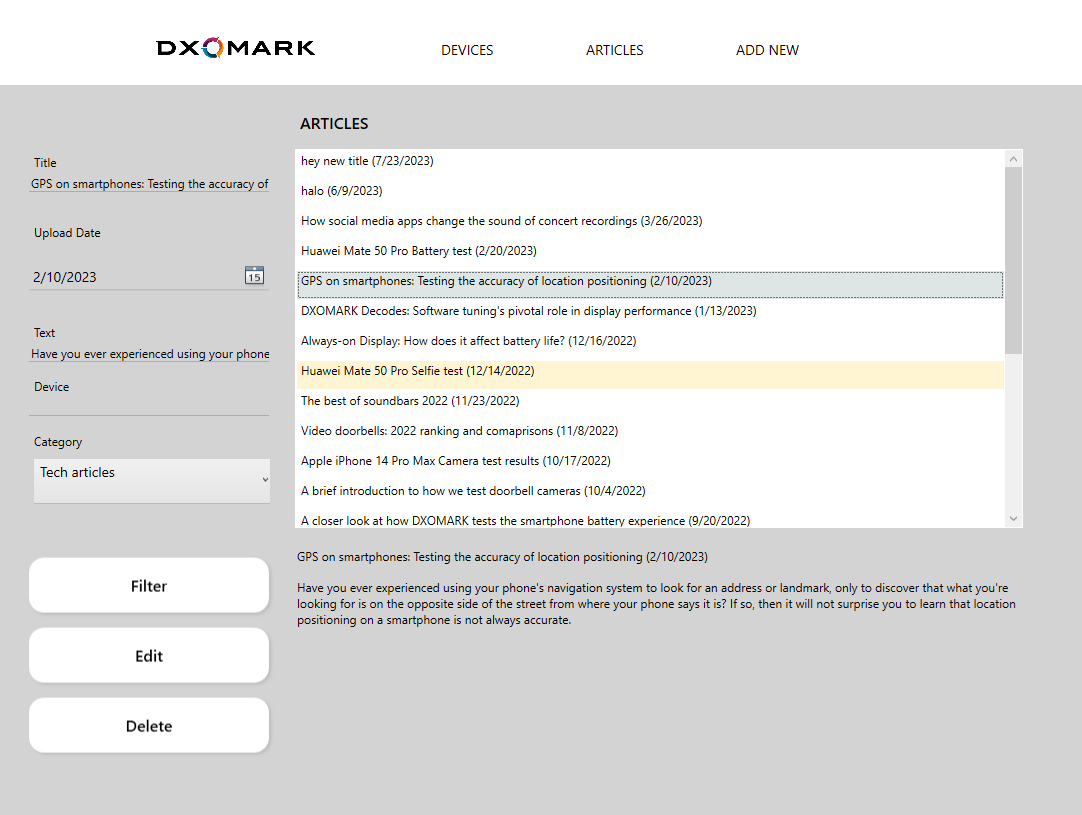 DXOMARK
DEVICES
ARTICLES
ADD NEW
ARTICLES
Title
GPS on smartphones: Testing the accuracy of
Upload Date
2/10/2023
15
Text
Have you ever experienced using your phone
Device
Category
Tech articles
Filter
Edit
Delete
hey new title (7/23/2023)
halo (6/9/2023)
How social media apps change the sound of concert recordings (3/26/2023)
Huawei Mate 50 Pro Battery test (2/20/2023)
GPS on smartphones: Testing the accuracy of location positioning (2/10/2023)
DXOMARK Decodes: Software tuning's pivotal role in display performance (1/13/2023)
Always-on Display: How does it affect battery life? (12/16/2022)
Huawei Mate 50 Pro Selfie test (12/14/2022)
The best of soundbars 2022 (11/23/2022)
Video doorbells: 2022 ranking and comaprisons (11/8/2022)
Apple iPhone 14 Pro Max Camera test results (10/17/2022)
A brief introduction to how we test doorbell cameras (10/4/2022)
A closer look at how DXOMARK tests the smartphone battery experience (9/20/2022)
GPS on smartphones: Testing the accuracy of location positioning (2/10/2023)
Have you ever experienced using your phone's navigation system to look for an address or landmark, only to discover that what you're
looking for is on the opposite side of the street from where your phone says it is? If so, then it will not surprise you to learn that location
positioning on a smartphone is not always accurate.